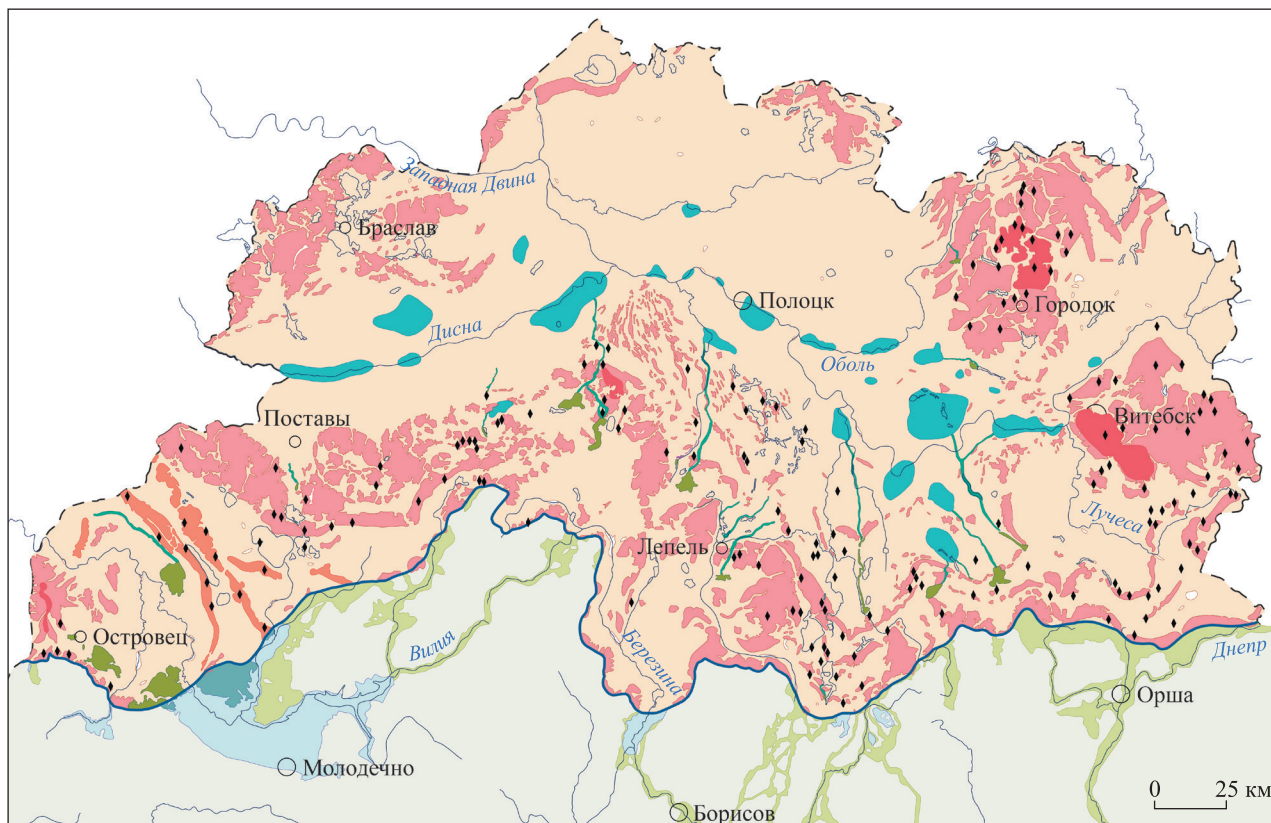 Западная Двина
Браслав
Полоцк
Городок
Дисна
Оболь
Поставы
Витебск
Лучеса
Лепель
Островец
Вилия
Березина
Днепр
Орша
Молодечно
0 25 км
Борисов